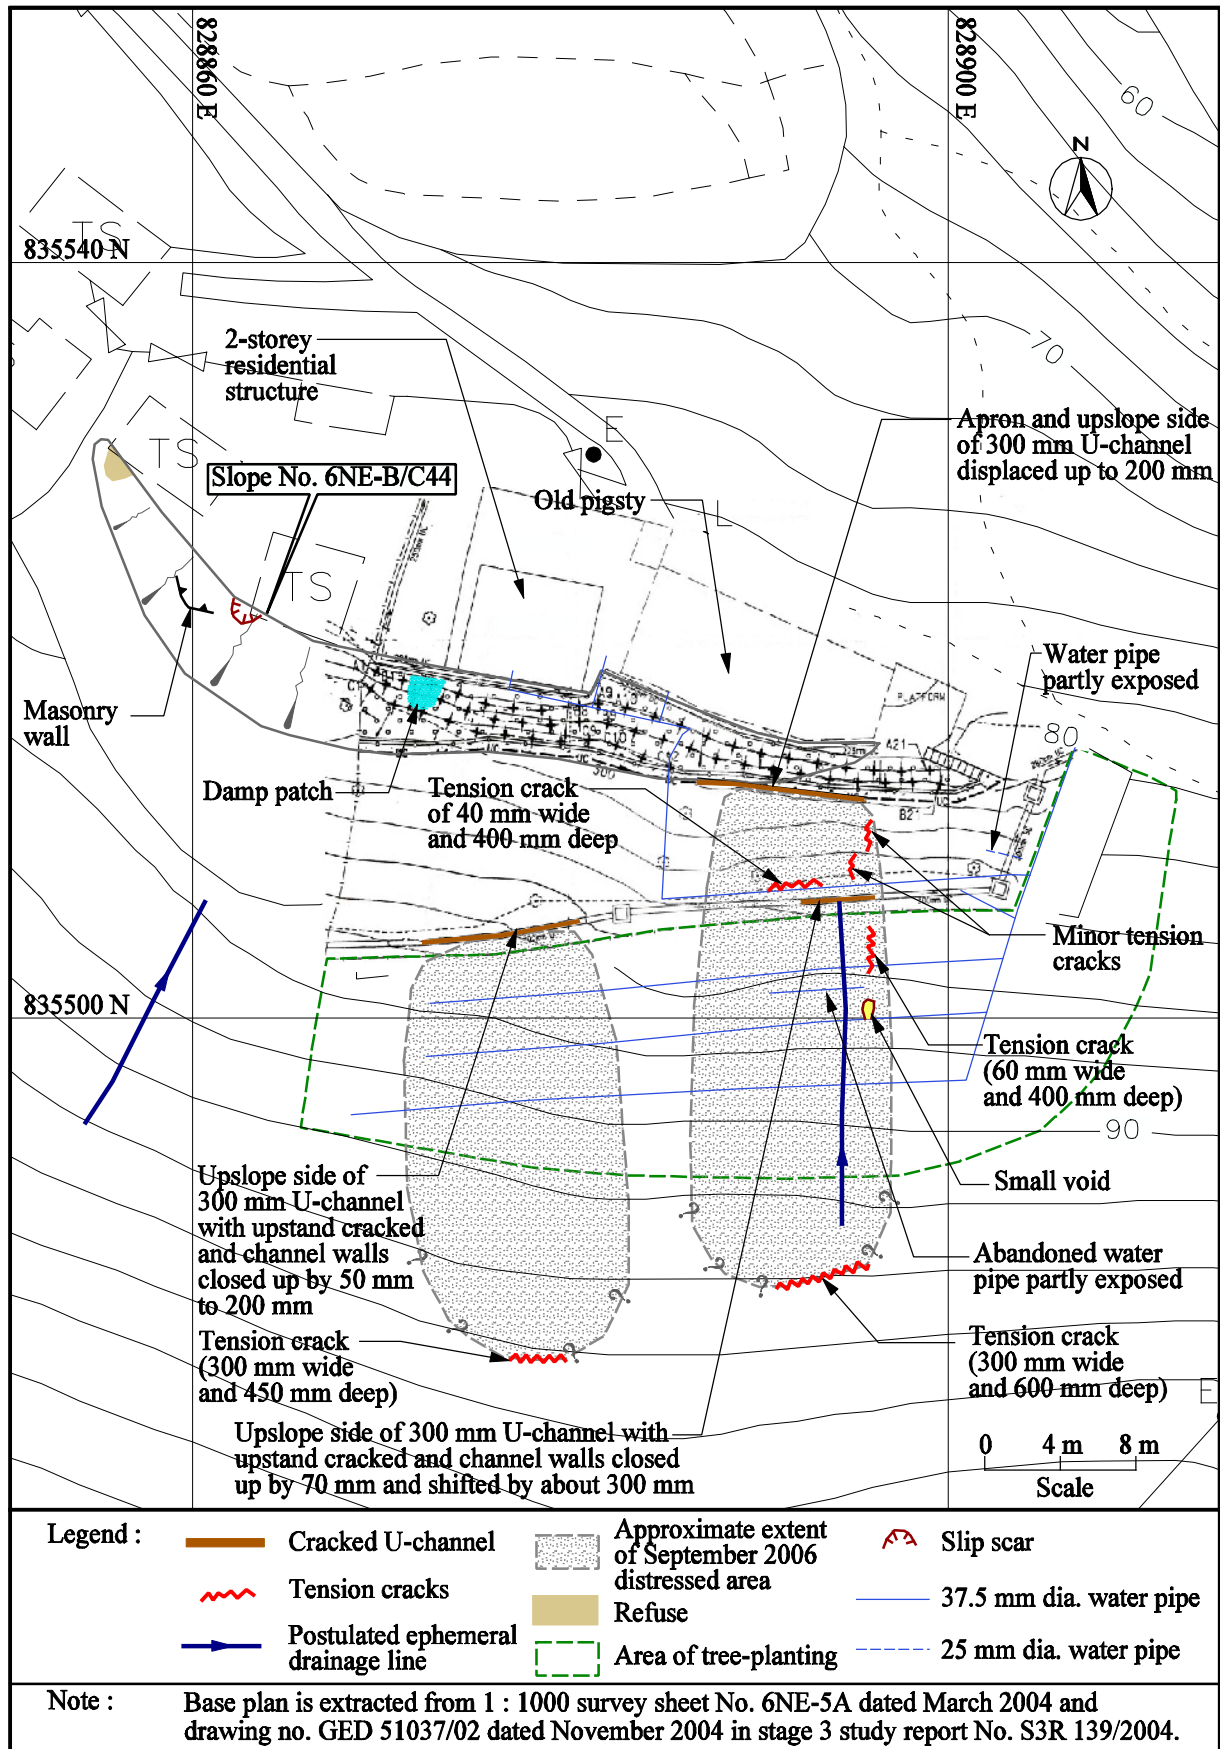 828860 E
828900 E
60
N
TS
835540 N
2-storey
residential
structure
70
Apron and upslope side
of 300 mm U-channel
displaced up to 200 mm
E
TS
Slope No. 6NE-B/C44
Old pigsty
L
TS
Water pipe
partly exposed
PLATFORM
Masonry
wall
80
A21
Damp patch
Tension crack
of 40 mm wide
and 400 mm deep
300
B21
Minor tension
cracks
835500 N
Tension crack
(60 mm wide
and 400 mm deep)
90
Upslope side of
300 mm U-channel
with upstand cracked
and channel walls
closed up by 50 mm
to 200 mm
Small void
Abandoned water
pipe partly exposed
? ? ? ? ? ? ? ? ?
Tension crack
(300 mm wide
and 450 mm deep)
Tension crack
(300 mm wide
and 600 mm deep)
E
Upslope side of 300 mm U-channel with
upstand cracked and channel walls closed
up by 70 mm and shifted by about 300 mm
0 4 m 8 m
Scale
Legend :
Cracked U-channel
Tension cracks
Postulated ephemeral
drainage line
Approximate extent
of September 2006
distressed area
Refuse
Area of tree-planting
Slip scar
37.5 mm dia. water pipe
25 mm dia. water pipe
Note :
Base plan is extracted from 1 : 1000 survey sheet No. 6NE-5A dated March 2004 and
drawing no. GED 51037/02 dated November 2004 in stage 3 study report No. S3R 139/2004.